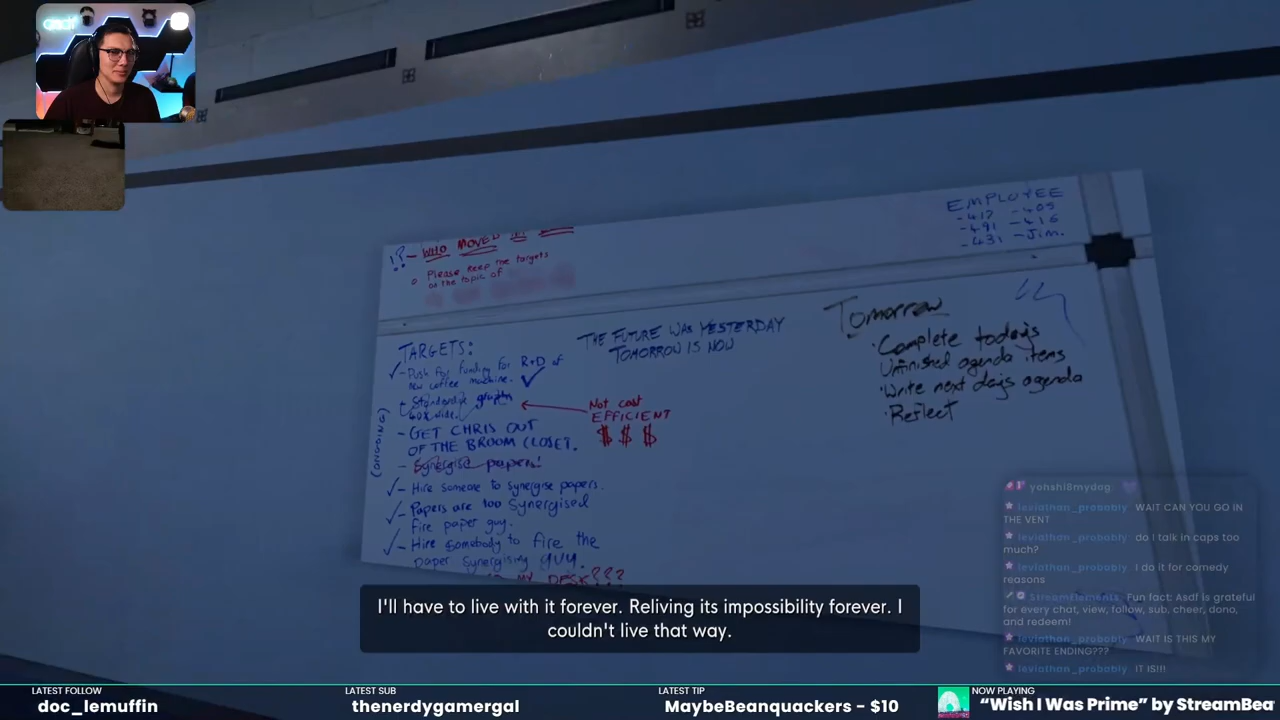 asdf
!? - WHO MOVED
Please keep the targets
on the topic of
EMPLOYEE
-417 -405
-491 -416
-431 -Jim.
TARGETS:
- Push for funding for R+D of
new coffee machine.
Standardise
40% wide.
(ONGOING)
- GET CHRIS OUT
OF THE BROOM CLOSET.
- Synergise papers!
- Hire someone to synergise papers.
- Papers are too synergised
fire paper guy.
- Hire somebody to fire the
paper synergising guy.
MY DESK???
THE FUTURE WAS YESTERDAY
TOMORROW IS NOW
Not cost
EFFICIENT
$ $ $
Tomorrow
· Complete today's
Unfinished agenda items
· Write next days agenda
· Reflect
I'll have to live with it forever. Reliving its impossibility forever. I
couldn't live that way.
yohshi8mydog
leviathan_probably WAIT CAN YOU GO IN
THE VENT
leviathan_probably do I talk in caps too
much?
leviathan_probably I do it for comedy
reasons
StreamElements Fun fact: Asdf is grateful
for every chat, view, follow, sub, cheer, dono,
and redeem!
leviathan_probably WAIT IS THIS MY
FAVORITE ENDING???
leviathan_probably IT IS!!!
LATEST FOLLOW
doc_lemuffin
LATEST SUB
thenerdygamergal
LATEST TIP
MaybeBeanquackers - $10
NOW PLAYING
“Wish I Was Prime” by StreamBea